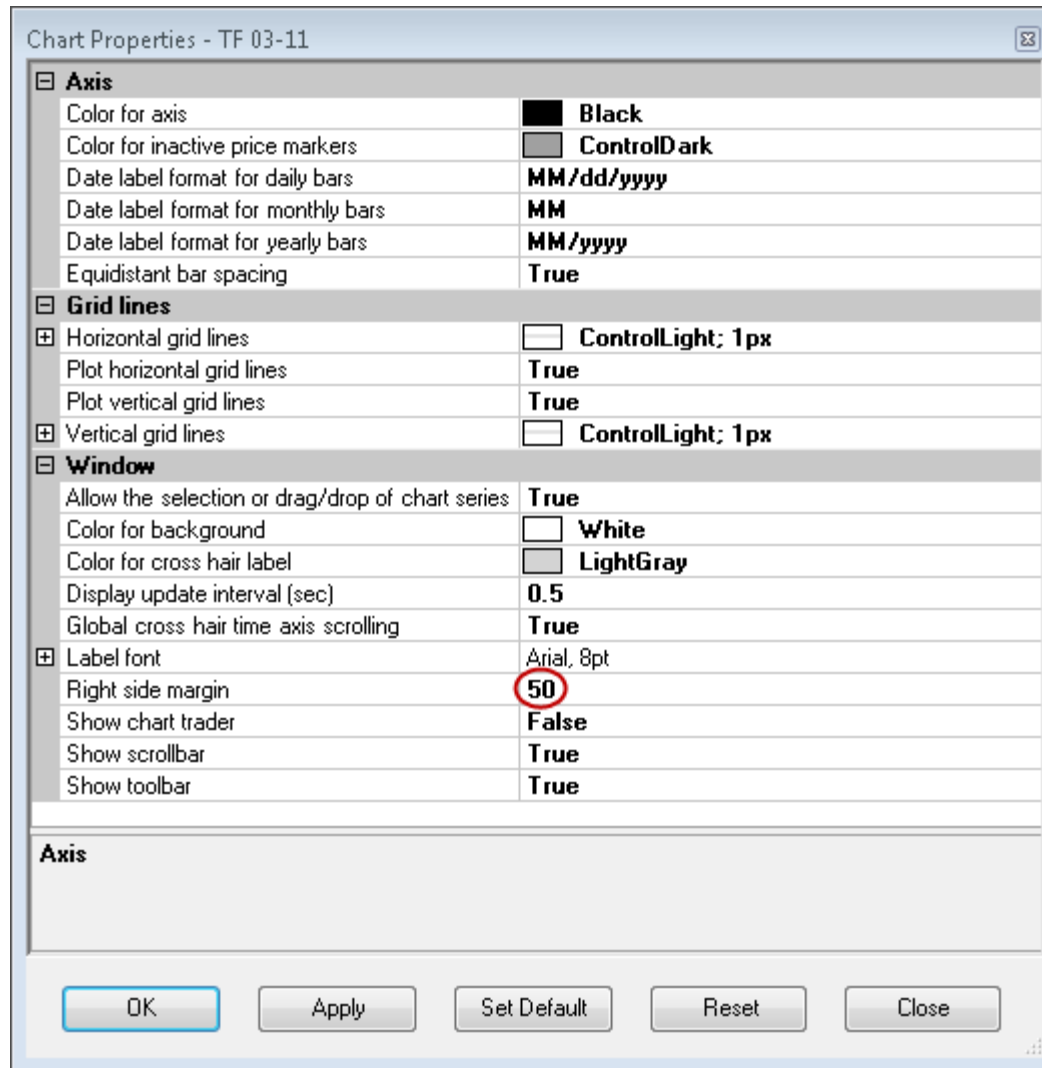 Chart Properties - TF 03-11
Axis
Color for axis Black
Color for inactive price markers ControlDark
Date label format for daily bars MM/dd/yyyy
Date label format for monthly bars MM
Date label format for yearly bars MM/yyyy
Equidistant bar spacing True
Grid lines
Horizontal grid lines ControlLight; 1px
Plot horizontal grid lines True
Plot vertical grid lines True
Vertical grid lines ControlLight; 1px
Window
Allow the selection or drag/drop of chart series True
Color for background White
Color for cross hair label LightGray
Display update interval (sec) 0.5
Global cross hair time axis scrolling True
Label font Arial, 8pt
Right side margin 50
Show chart trader False
Show scrollbar True
Show toolbar True
Axis
OK Apply Set Default Reset Close